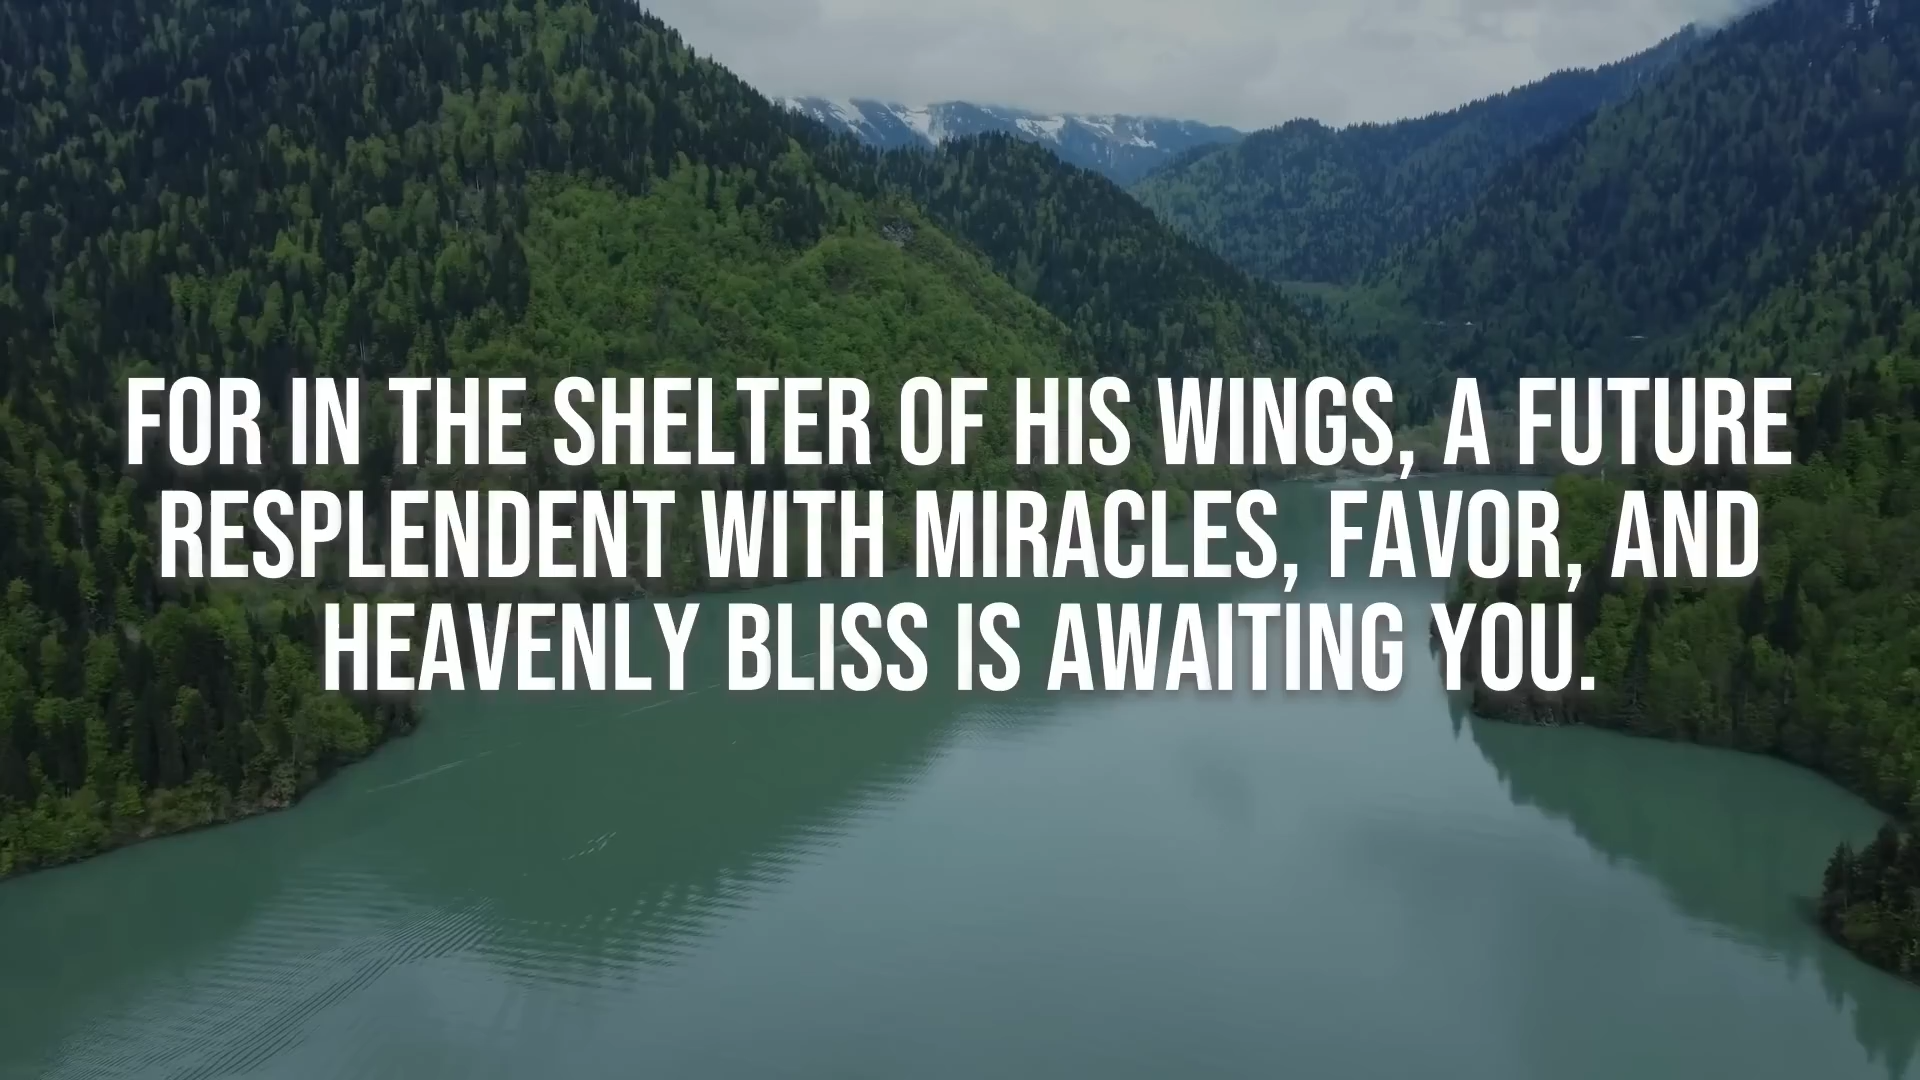 FOR IN THE SHELTER OF HIS WINGS, A FUTURE
RESPLENDENT WITH MIRACLES, FAVOR, AND
HEAVENLY BLISS IS AWAITING YOU.